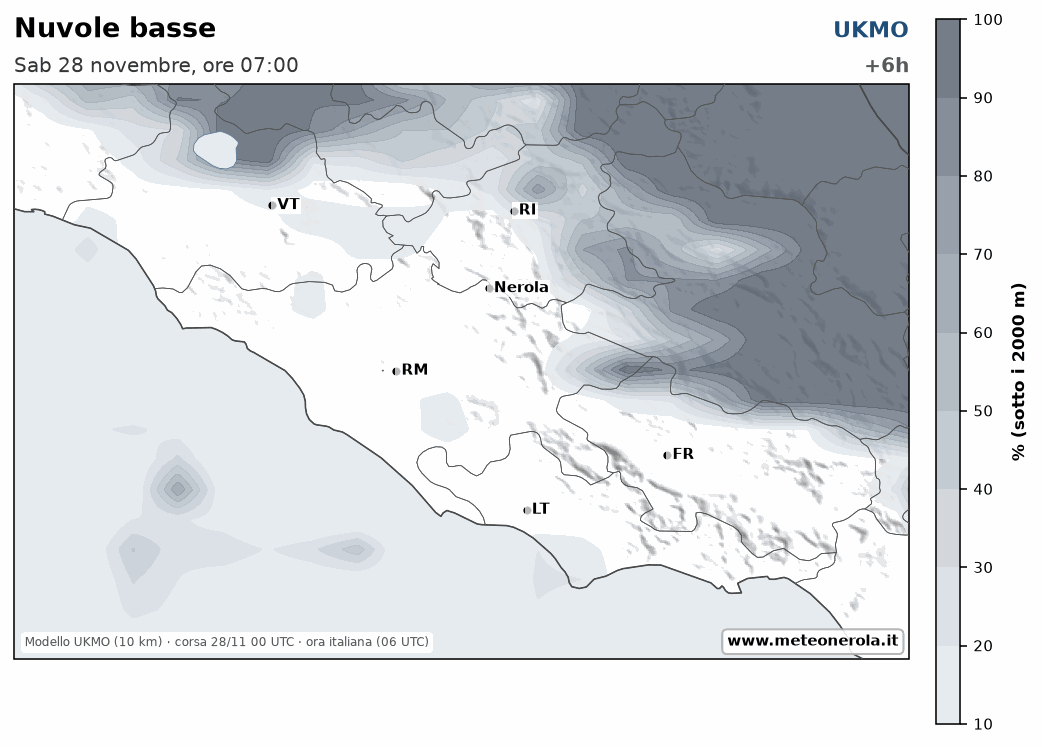 Nuvole basse
UKMO
Sab 28 novembre, ore 07:00
+6h
100
90
80
70
60
50
40
30
20
10
% (sotto i 2000 m)
VT
RI
Nerola
RM
FR
LT
Modello UKMO (10 km) · corsa 28/11 00 UTC · ora italiana (06 UTC)
www.meteonerola.it